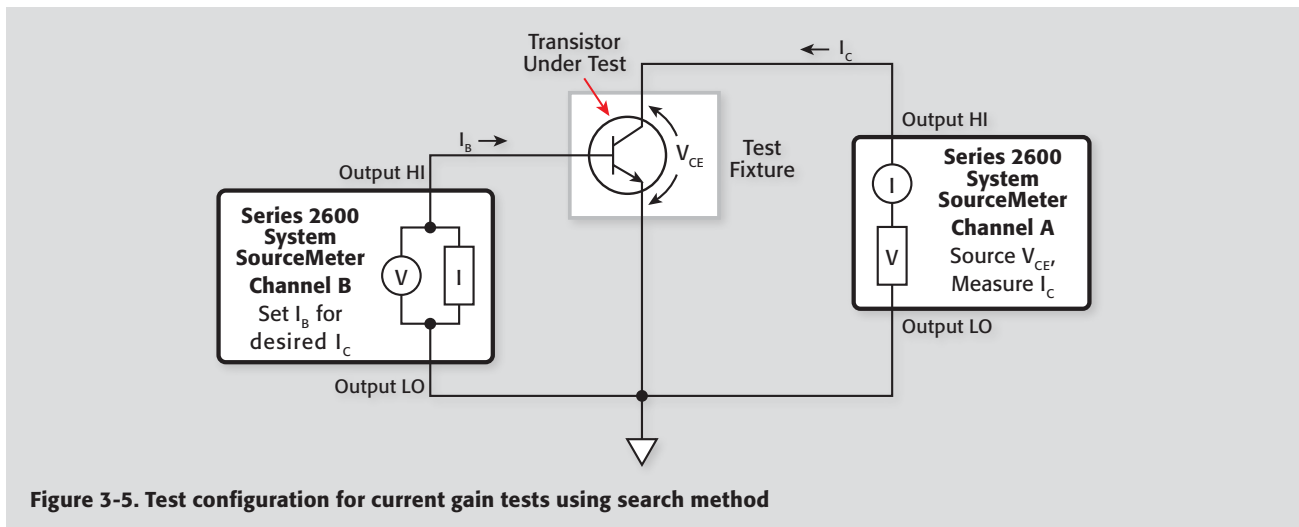 Transistor
Under Test
← I_C
I_B →
V_CE
Test
Fixture
Output HI
Output HI
Series 2600
System
SourceMeter
Channel B
Set I_B for
desired I_C
V
I
Output LO
Series 2600
System
SourceMeter
Channel A
Source V_CE,
Measure I_C
I
V
Output LO
Figure 3-5. Test configuration for current gain tests using search method